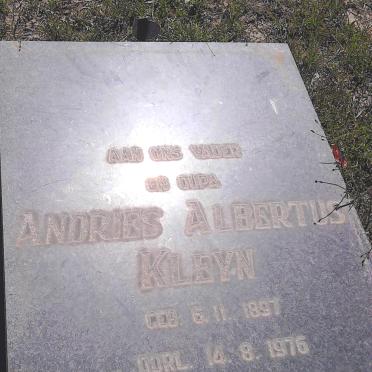 AAN ONS VADER
EN OUPA
ANDRIES ALBERTUS
KLEYN
GEB. 6. 11. 1897
OORL. 14. 8. 1976